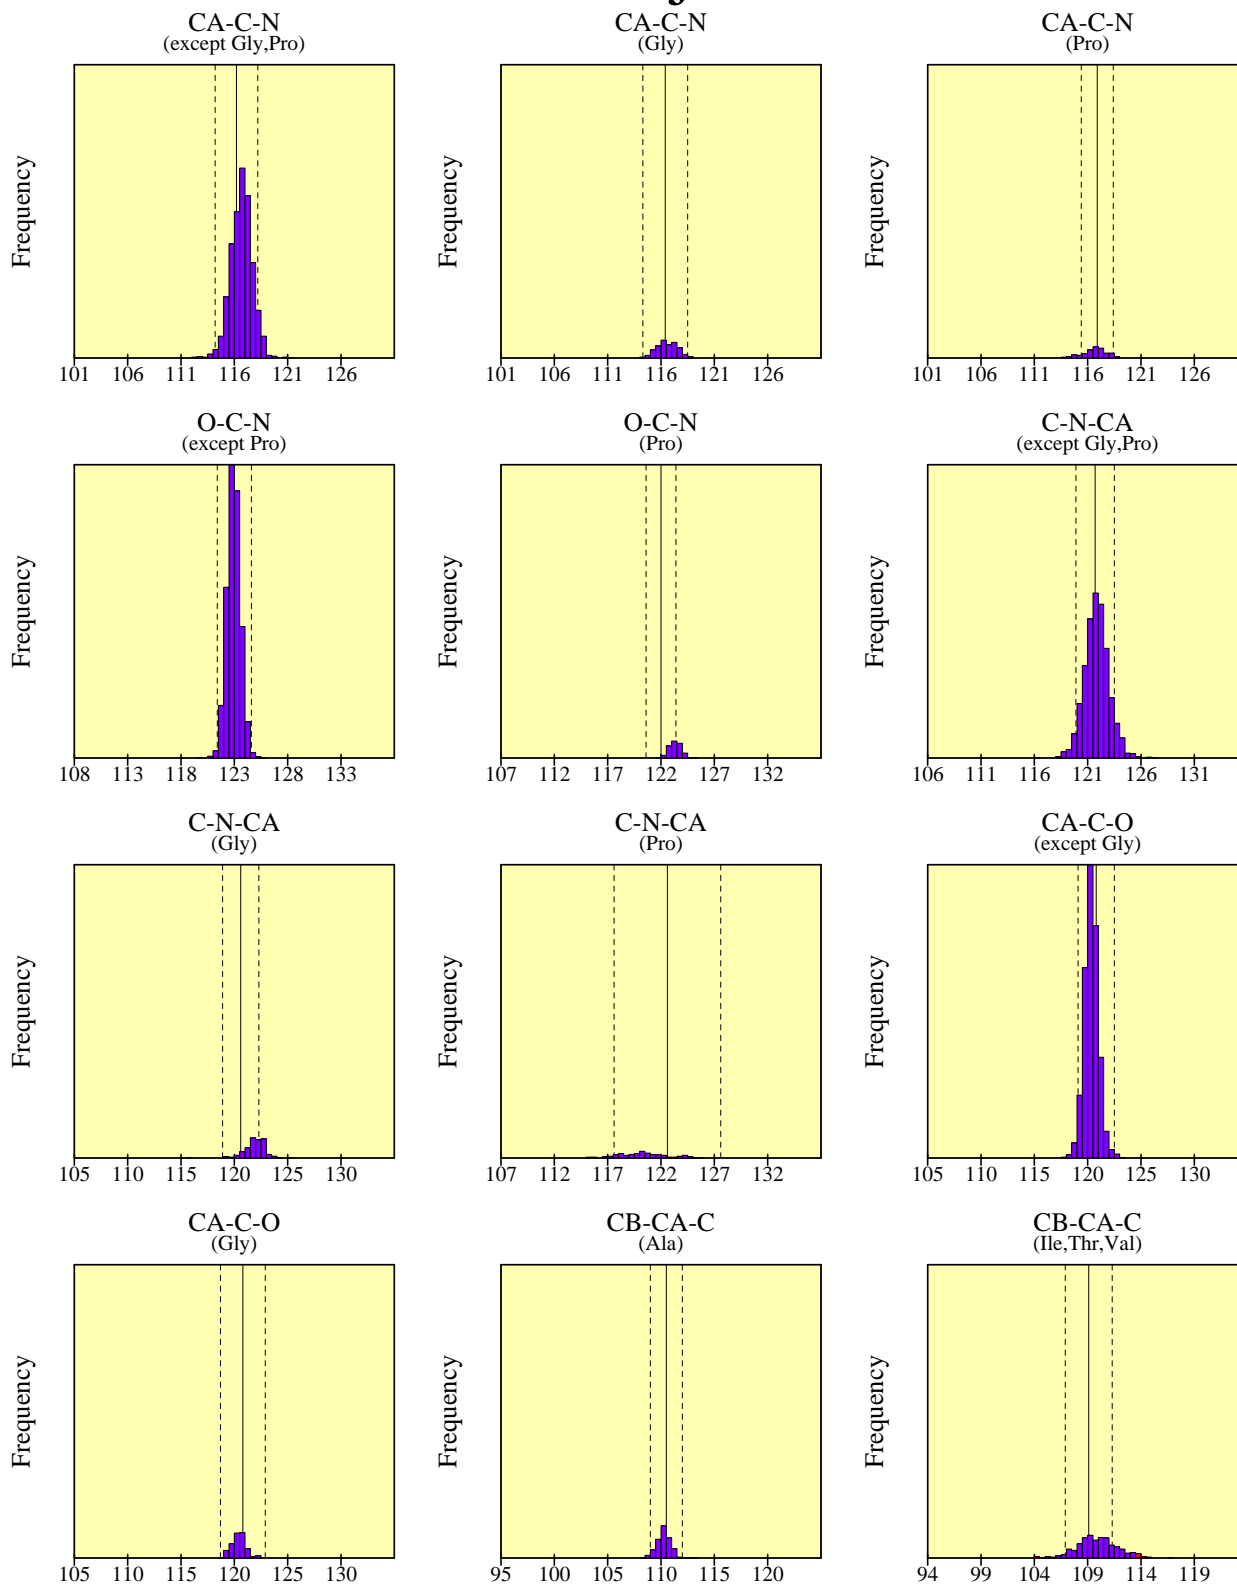 CA-C-N CA-C-N CA-C-N
(except Gly,Pro) (Gly) (Pro)
Frequency Frequency Frequency
101 106 111 116 121 126 101 106 111 116 121 126 101 106 111 116 121 126
O-C-N O-C-N C-N-CA
(except Pro) (Pro) (except Gly,Pro)
Frequency Frequency Frequency
108 113 118 123 128 133 107 112 117 122 127 132 106 111 116 121 126 131
C-N-CA C-N-CA CA-C-O
(Gly) (Pro) (except Gly)
Frequency Frequency Frequency
105 110 115 120 125 130 107 112 117 122 127 132 105 110 115 120 125 130
CA-C-O CB-CA-C CB-CA-C
(Gly) (Ala) (Ile,Thr,Val)
Frequency Frequency Frequency
105 110 115 120 125 130 95 100 105 110 115 120 94 99 104 109 114 119